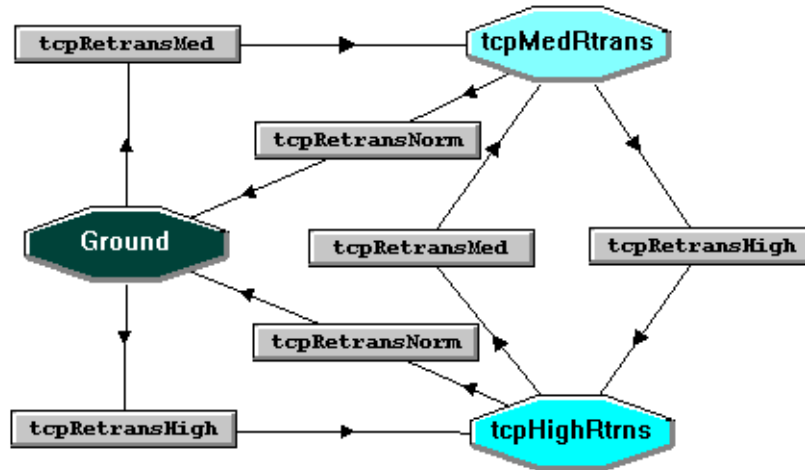 tcpRetransMed
tcpMedRtrans
tcpRetransNorm
Ground
tcpRetransMed
tcpRetransHigh
tcpRetransNorm
tcpRetransHigh
tcpHighRtrns